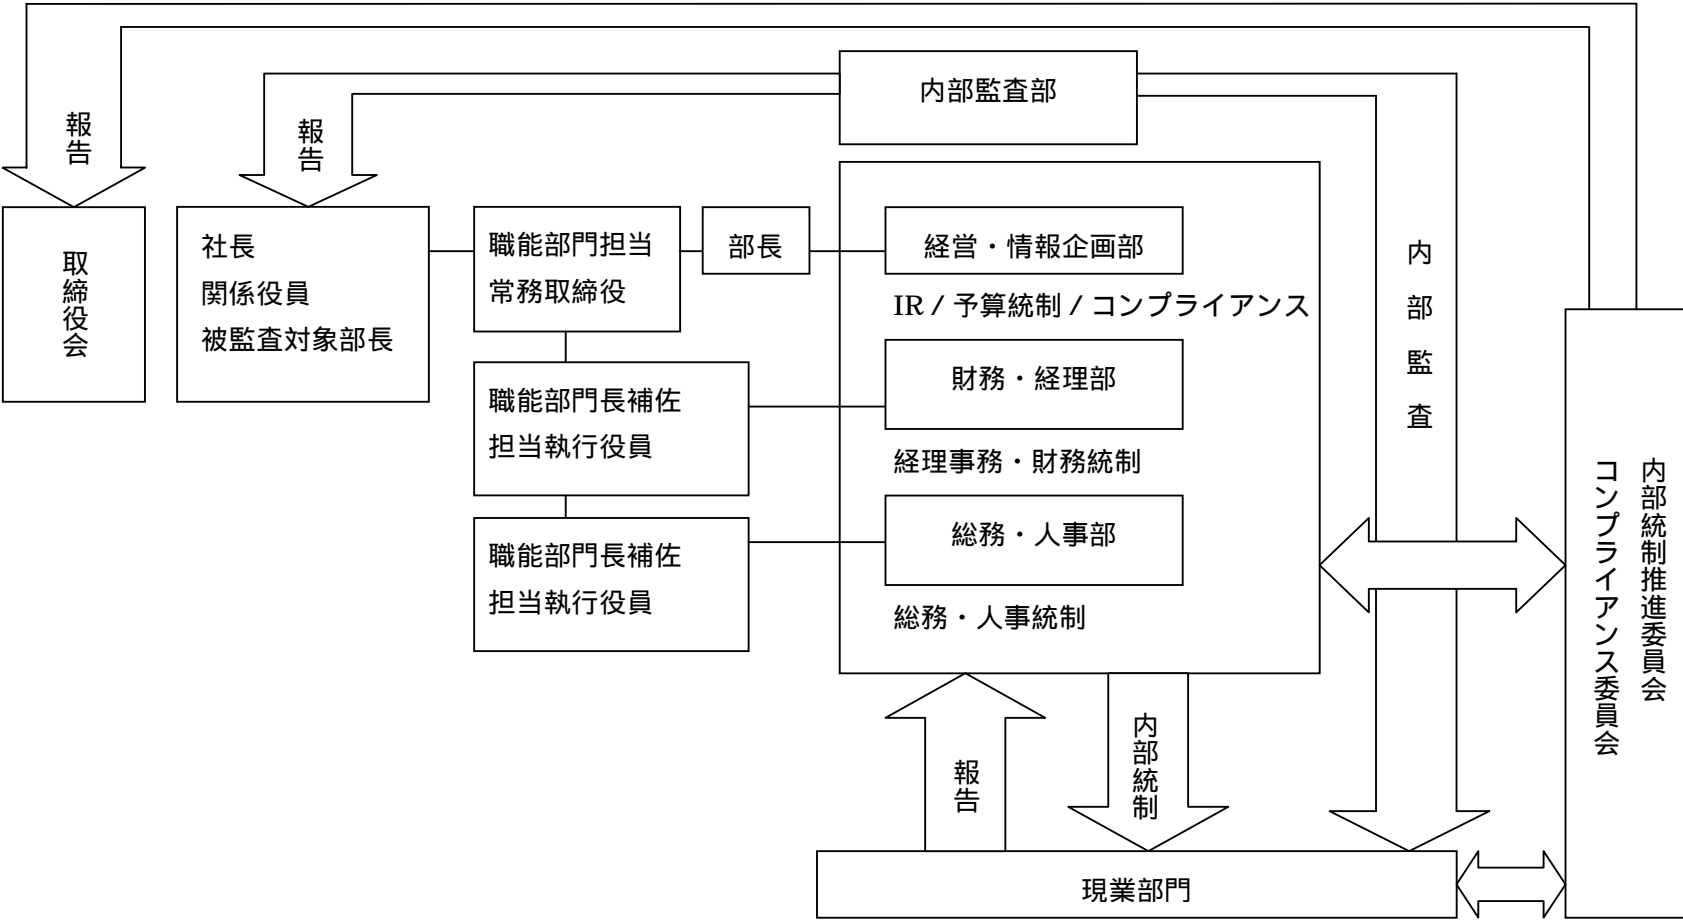 内部監査部
報告
報告
取締役会
社長
関係役員
被監査対象部長
職能部門担当
常務取締役
部長
経営・情報企画部
IR / 予算統制 / コンプライアンス
職能部門長補佐
担当執行役員
財務・経理部
経理事務・財務統制
職能部門長補佐
担当執行役員
総務・人事部
総務・人事統制
内部監査
内部統制推進委員会
コンプライアンス委員会
報告
内部統制
現業部門